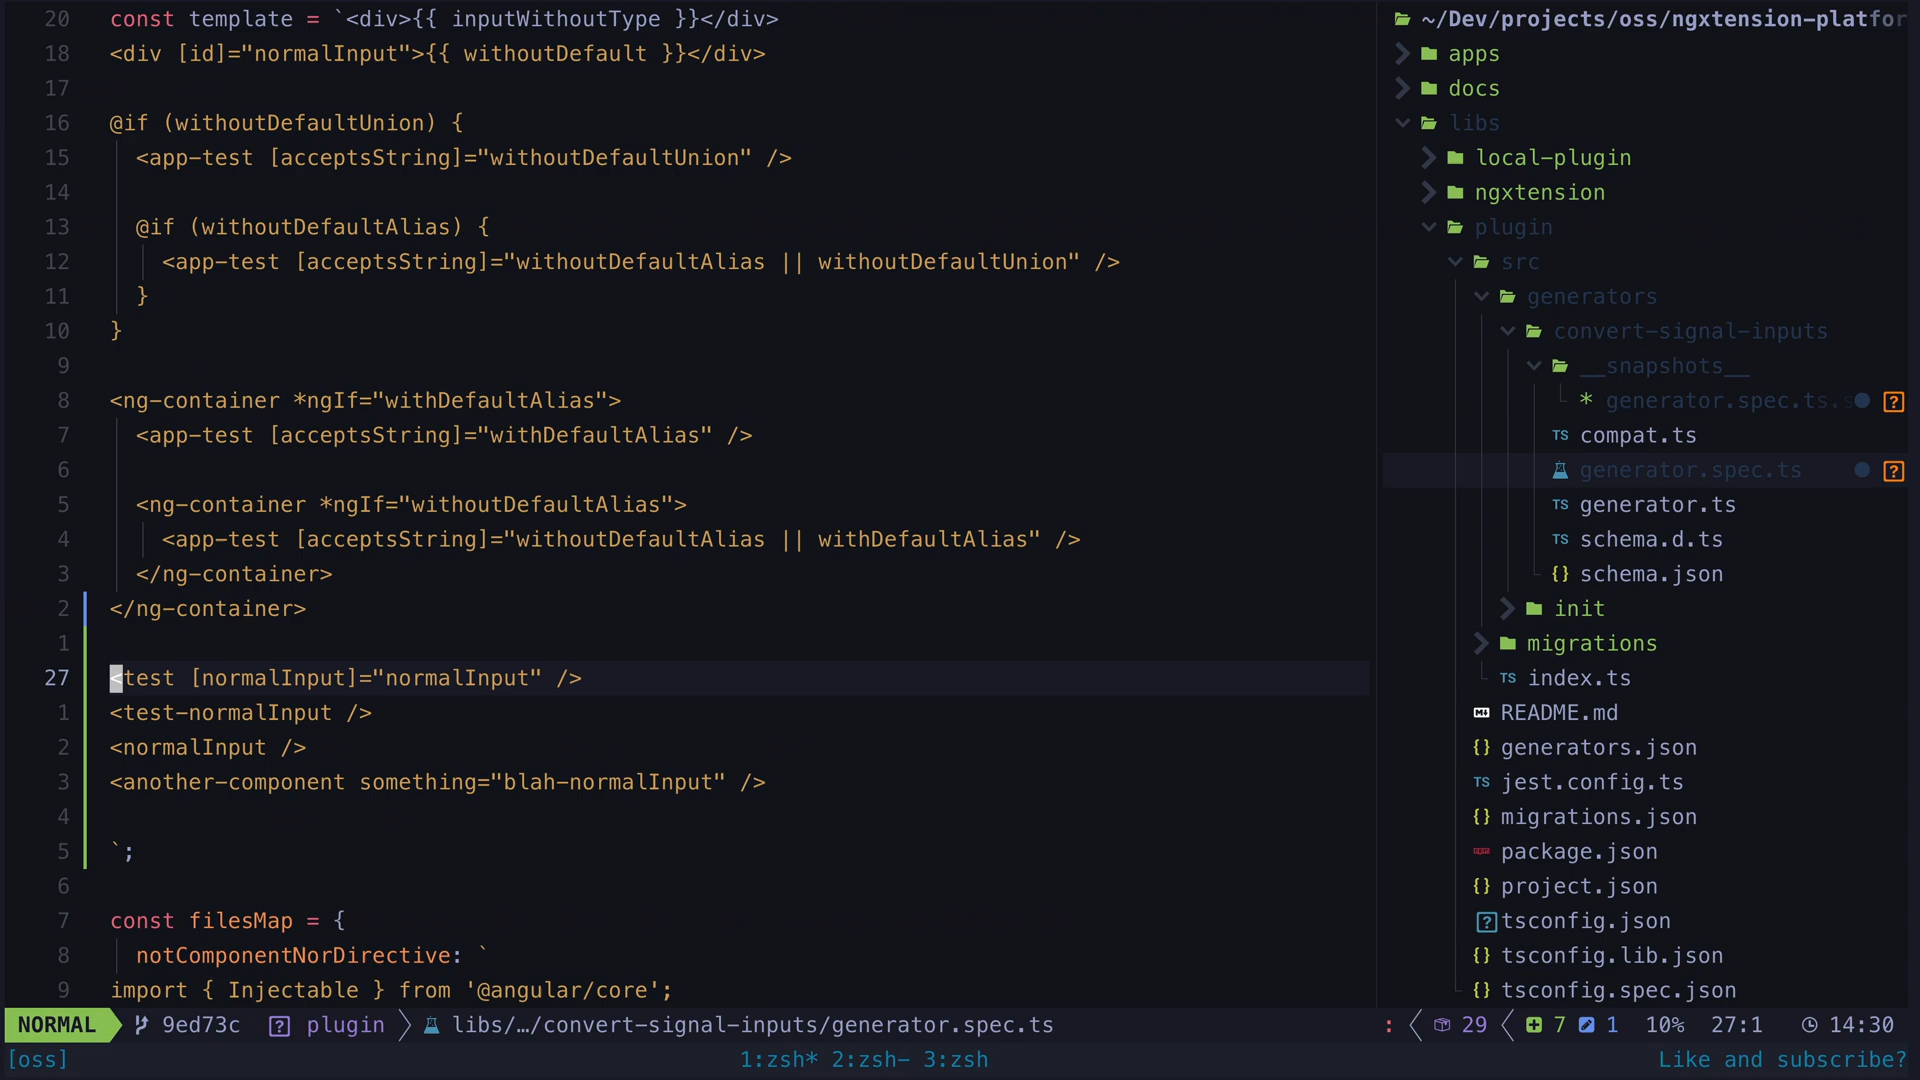 20 const template = `<div>{{ inputWithoutType }}</div>
18 <div [id]="normalInput">{{ withoutDefault }}</div>
17
16 @if (withoutDefaultUnion) {
15 <app-test [acceptsString]="withoutDefaultUnion" />
14
13 @if (withoutDefaultAlias) {
12 <app-test [acceptsString]="withoutDefaultAlias || withoutDefaultUnion" />
11 }
10 }
9
8 <ng-container *ngIf="withDefaultAlias">
7 <app-test [acceptsString]="withDefaultAlias" />
6
5 <ng-container *ngIf="withoutDefaultAlias">
4 <app-test [acceptsString]="withoutDefaultAlias || withDefaultAlias" />
3 </ng-container>
2 </ng-container>
1
27 <test [normalInput]="normalInput" />
1 <test-normalInput />
2 <normalInput />
3 <another-component something="blah-normalInput" />
4
5 `;
6
7 const filesMap = {
8 notComponentNorDirective: `
9 import { Injectable } from '@angular/core';
~/Dev/projects/oss/ngxtension-platfor
apps
docs
libs
local-plugin
ngxtension
plugin
src
generators
convert-signal-inputs
__snapshots__
* generator.spec.ts.s ?
TS compat.ts
generator.spec.ts ?
TS generator.ts
TS schema.d.ts
{} schema.json
init
migrations
TS index.ts
README.md
{} generators.json
TS jest.config.ts
{} migrations.json
package.json
{} project.json
? tsconfig.json
{} tsconfig.lib.json
{} tsconfig.spec.json
NORMAL 9ed73c ? plugin libs/…/convert-signal-inputs/generator.spec.ts : 29 7 1 10% 27:1 14:30
[oss] 1:zsh* 2:zsh- 3:zsh Like and subscribe?